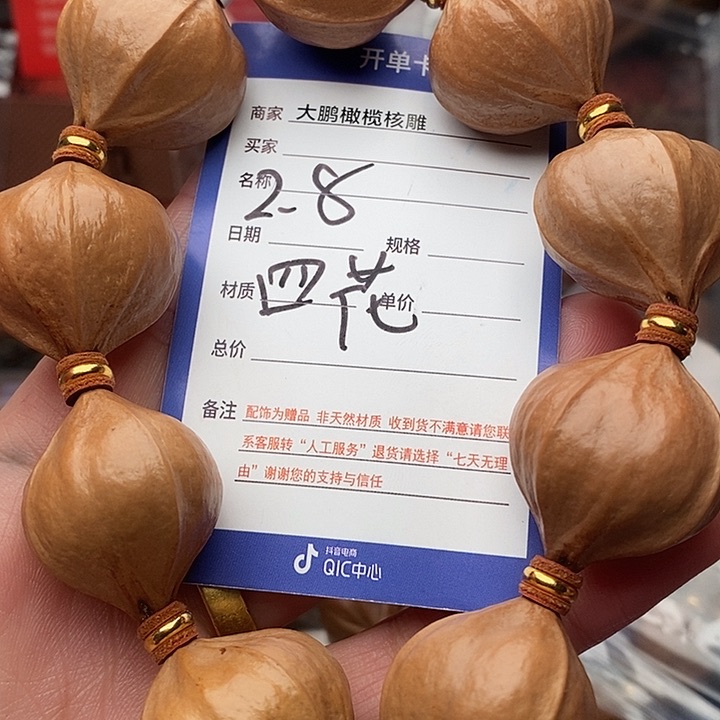 开单卡
商家 大鹏橄榄核雕
买家
名称 2-8
日期 规格
材质 四花 单价
总价
备注 配饰为赠品 非天然材质 收到货不满意请您联
系客服转“人工服务”退货请选择“七天无理
由”谢谢您的支持与信任
抖音电商
QIC中心